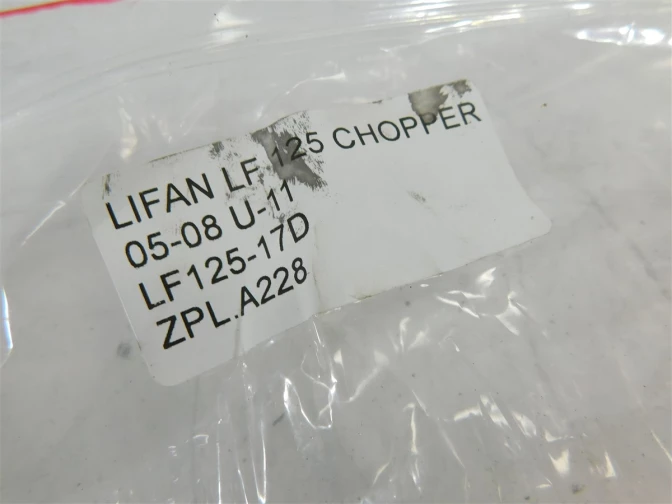 LIFAN LF 125 CHOPPER
05-08 U-11
LF125-17D
ZPL.A228